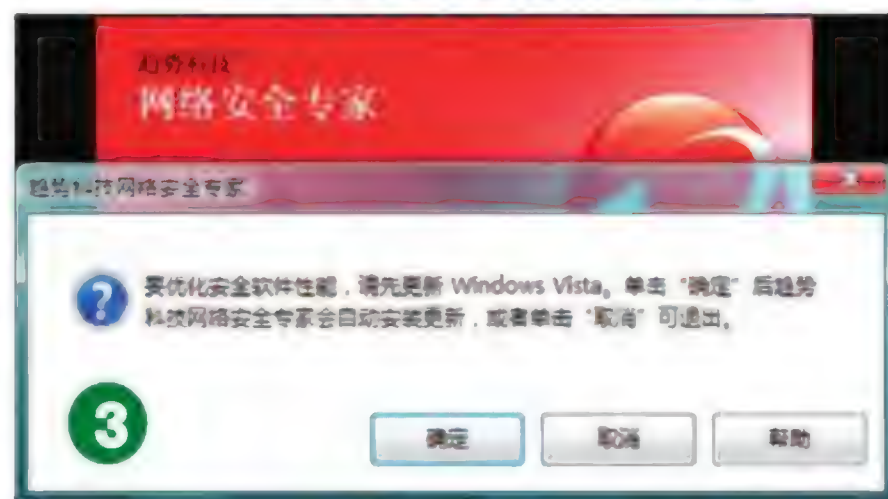 趋势科技
网络安全专家
趋势科技网络安全专家
要优化安全软件性能，请先更新 Windows Vista。单击“确定”后趋势
科技网络安全专家会自动安装更新，或者单击“取消”可退出。
3
确定
取消
帮助